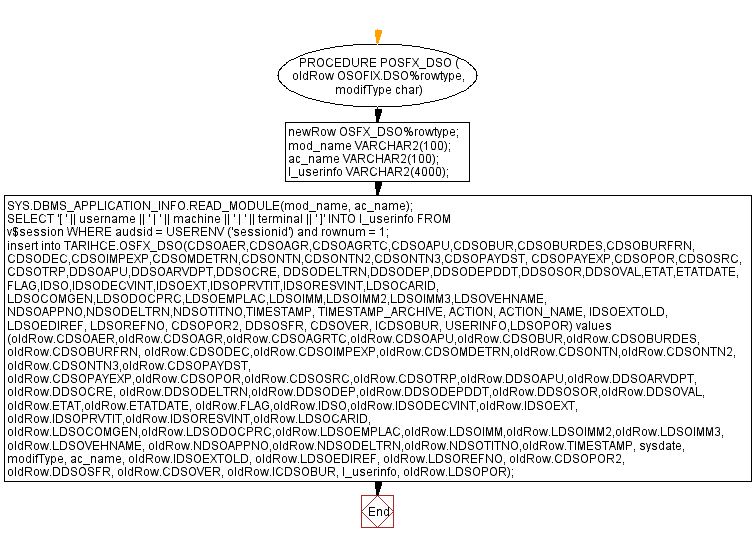 PROCEDURE POSFX_DSO (
oldRow OSOFIX.DSO%rowtype,
modifType char)
newRow OSFX_DSO%rowtype;
mod_name VARCHAR2(100);
ac_name VARCHAR2(100);
l_userinfo VARCHAR2(4000);
SYS.DBMS_APPLICATION_INFO.READ_MODULE(mod_name, ac_name);
SELECT '[ ' || username || ' | ' || machine || ' | ' || terminal || ' ]' INTO l_userinfo FROM
v$session WHERE audsid = USERENV ('sessionid') and rownum = 1;
insert into TARIHCE.OSFX_DSO(CDSOAER,CDSOAGR,CDSOAGRTC,CDSOAPU,CDSOBUR,CDSOBURDES,CDSOBURFRN,
CDSODEC,CDSOIMPEXP,CDSOMDETRN,CDSONTN,CDSONTN2,CDSONTN3,CDSOPAYDST, CDSOPAYEXP,CDSOPOR,CDSOSRC,
CDSOTRP,DDSOAPU,DDSOARVDPT,DDSOCRE, DDSODELTRN,DDSODEP,DDSODEPDDT,DDSOSOR,DDSOVAL,ETAT,ETATDATE,
FLAG,IDSO,IDSODECVINT,IDSOEXT,IDSOPRVTIT,IDSORESVINT,LDSOCARID,
LDSOCOMGEN,LDSODOCPRC,LDSOEMPLAC,LDSOIMM,LDSOIMM2,LDSOIMM3,LDSOVEHNAME,
NDSOAPPNO,NDSODELTRN,NDSOTITNO,TIMESTAMP, TIMESTAMP_ARCHIVE, ACTION, ACTION_NAME, IDSOEXTOLD,
LDSOEDIREF, LDSOREFNO, CDSOPOR2, DDSOSFR, CDSOVER, ICDSOBUR, USERINFO,LDSOPOR) values
(oldRow.CDSOAER,oldRow.CDSOAGR,oldRow.CDSOAGRTC,oldRow.CDSOAPU,oldRow.CDSOBUR,oldRow.CDSOBURDES,
oldRow.CDSOBURFRN, oldRow.CDSODEC,oldRow.CDSOIMPEXP,oldRow.CDSOMDETRN,oldRow.CDSONTN,oldRow.CDSONTN2,
oldRow.CDSONTN3,oldRow.CDSOPAYDST,
oldRow.CDSOPAYEXP,oldRow.CDSOPOR,oldRow.CDSOSRC,oldRow.CDSOTRP,oldRow.DDSOAPU,oldRow.DDSOARVDPT,
oldRow.DDSOCRE, oldRow.DDSODELTRN,oldRow.DDSODEP,oldRow.DDSODEPDDT,oldRow.DDSOSOR,oldRow.DDSOVAL,
oldRow.ETAT,oldRow.ETATDATE, oldRow.FLAG,oldRow.IDSO,oldRow.IDSODECVINT,oldRow.IDSOEXT,
oldRow.IDSOPRVTIT,oldRow.IDSORESVINT,oldRow.LDSOCARID,
oldRow.LDSOCOMGEN,oldRow.LDSODOCPRC,oldRow.LDSOEMPLAC,oldRow.LDSOIMM,oldRow.LDSOIMM2,oldRow.LDSOIMM3,
oldRow.LDSOVEHNAME, oldRow.NDSOAPPNO,oldRow.NDSODELTRN,oldRow.NDSOTITNO,oldRow.TIMESTAMP, sysdate,
modifType, ac_name, oldRow.IDSOEXTOLD, oldRow.LDSOEDIREF, oldRow.LDSOREFNO, oldRow.CDSOPOR2,
oldRow.DDSOSFR, oldRow.CDSOVER, oldRow.ICDSOBUR, l_userinfo, oldRow.LDSOPOR);
End